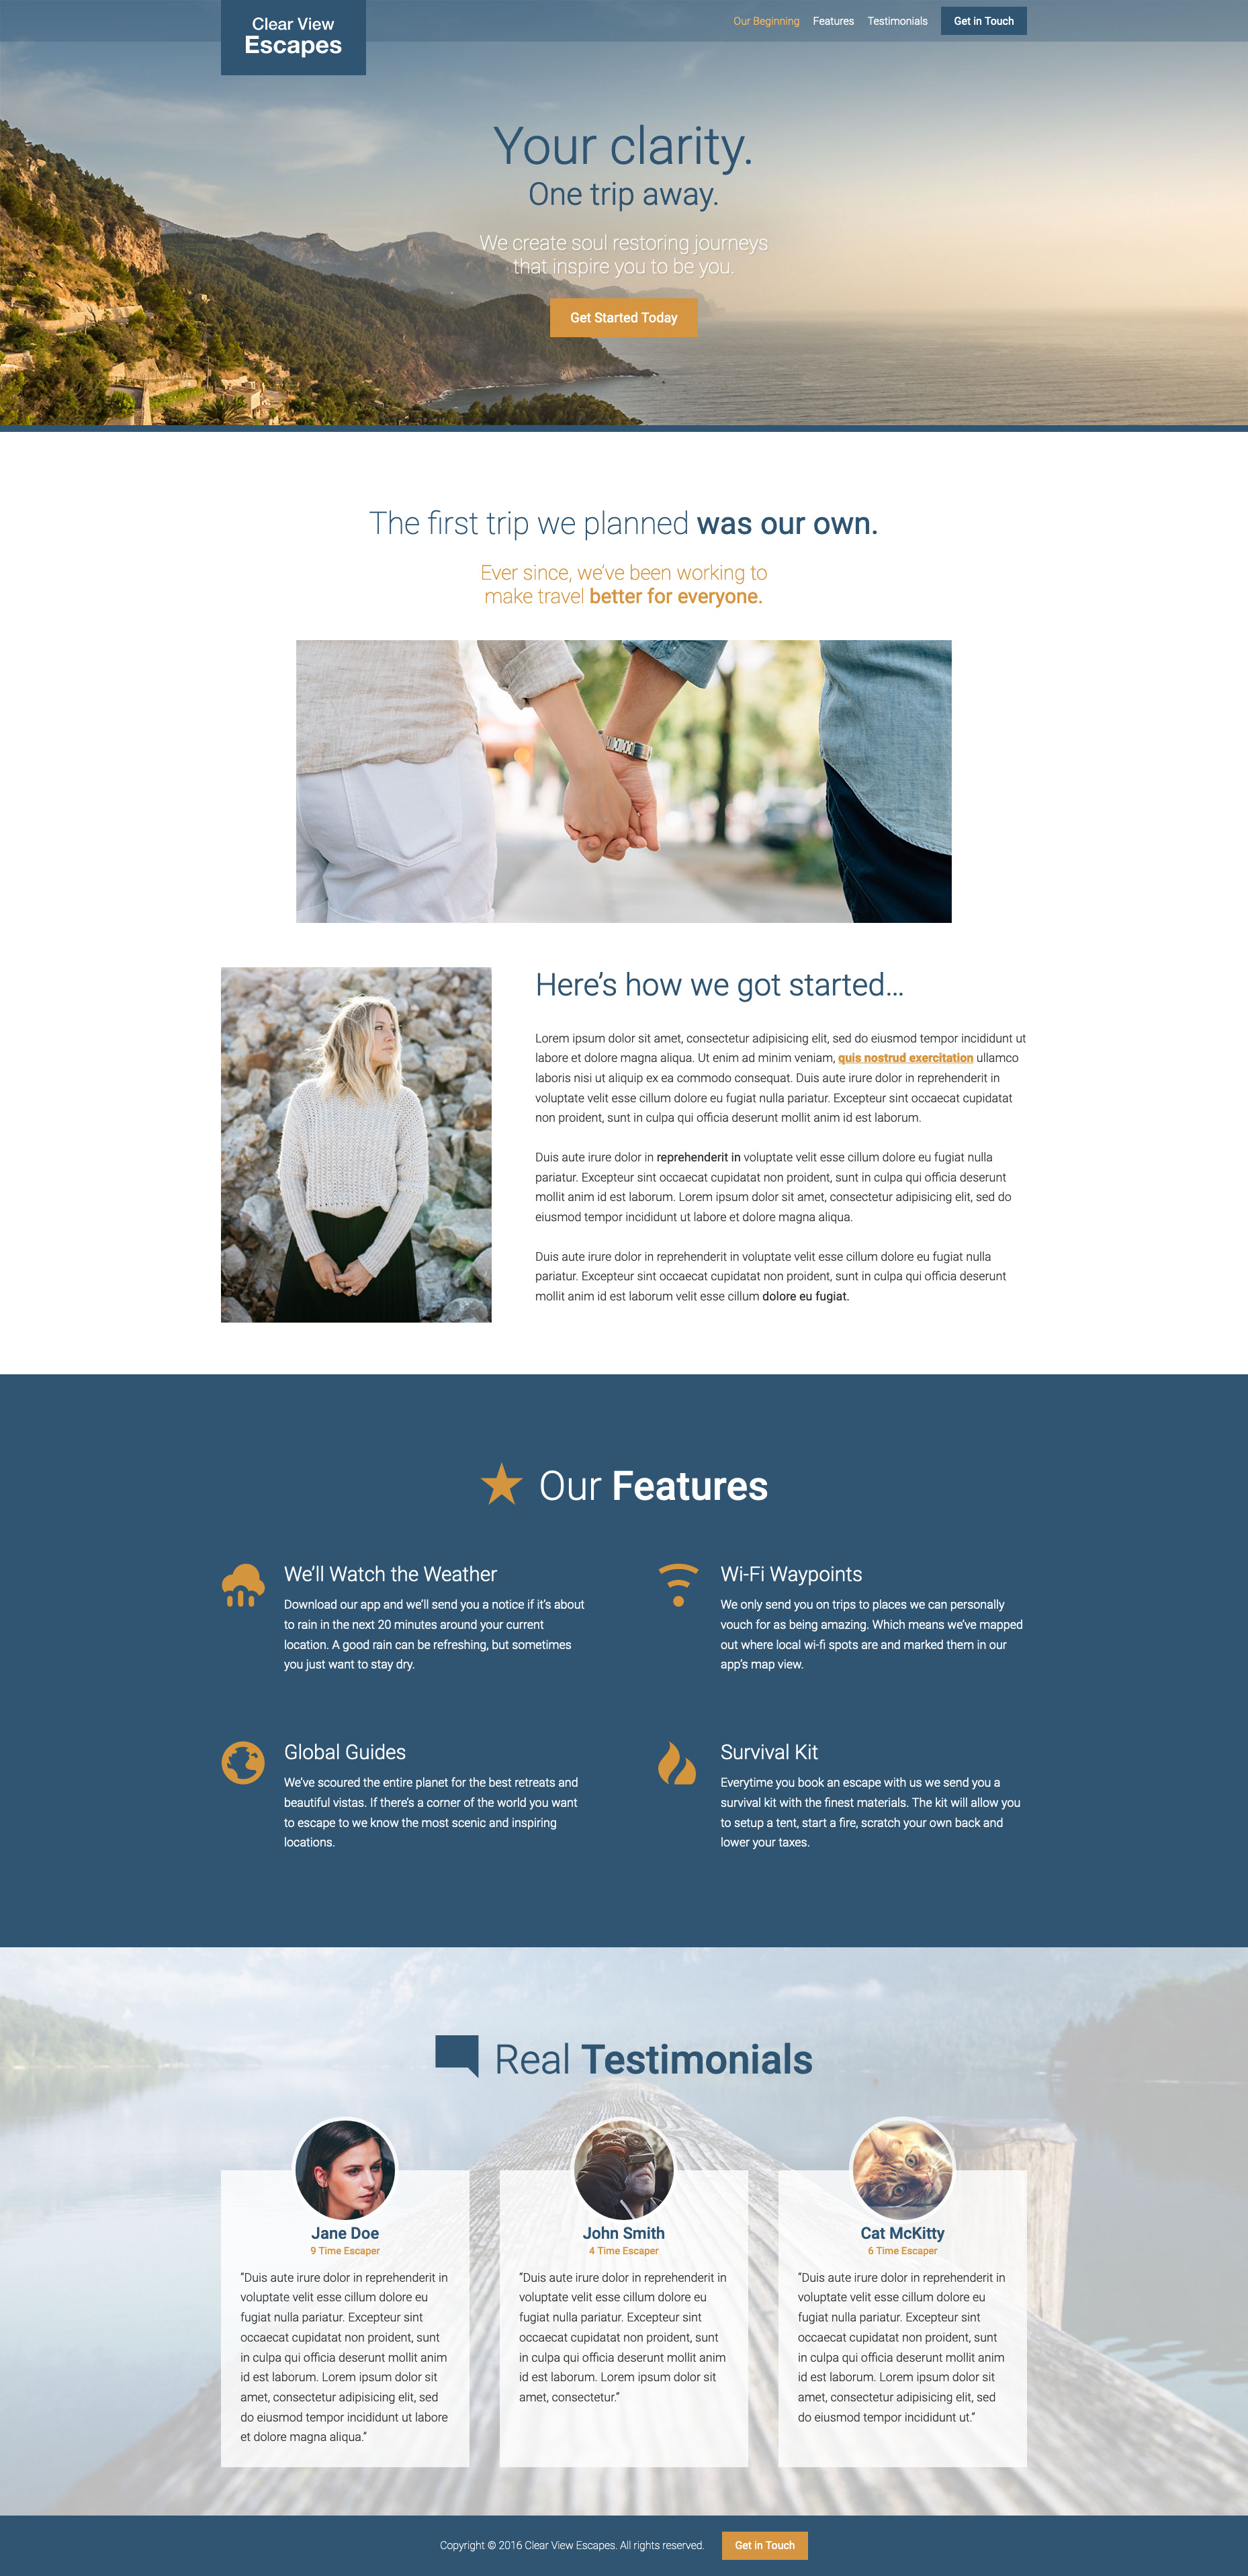 Clear View
Escapes
Our Beginning
Features
Testimonials
Get in Touch
Your clarity.
One trip away.
We create soul restoring journeys
that inspire you to be you.
Get Started Today
The first trip we planned was our own.
Ever since, we've been working to
make travel better for everyone.
Here's how we got started…
Lorem ipsum dolor sit amet, consectetur adipisicing elit, sed do eiusmod tempor incididunt ut
labore et dolore magna aliqua. Ut enim ad minim veniam, quis nostrud exercitation ullamco
laboris nisi ut aliquip ex ea commodo consequat. Duis aute irure dolor in reprehenderit in
voluptate velit esse cillum dolore eu fugiat nulla pariatur. Excepteur sint occaecat cupidatat
non proident, sunt in culpa qui officia deserunt mollit anim id est laborum.
Duis aute irure dolor in reprehenderit in voluptate velit esse cillum dolore eu fugiat nulla
pariatur. Excepteur sint occaecat cupidatat non proident, sunt in culpa qui officia deserunt
mollit anim id est laborum. Lorem ipsum dolor sit amet, consectetur adipisicing elit, sed do
eiusmod tempor incididunt ut labore et dolore magna aliqua.
Duis aute irure dolor in reprehenderit in voluptate velit esse cillum dolore eu fugiat nulla
pariatur. Excepteur sint occaecat cupidatat non proident, sunt in culpa qui officia deserunt
mollit anim id est laborum velit esse cillum dolore eu fugiat.
Our Features
We'll Watch the Weather
Download our app and we'll send you a notice if it's about
to rain in the next 20 minutes around your current
location. A good rain can be refreshing, but sometimes
you just want to stay dry.
Wi-Fi Waypoints
We only send you on trips to places we can personally
vouch for as being amazing. Which means we've mapped
out where local wi-fi spots are and marked them in our
app's map view.
Global Guides
We've scoured the entire planet for the best retreats and
beautiful vistas. If there's a corner of the world you want
to escape to we know the most scenic and inspiring
locations.
Survival Kit
Everytime you book an escape with us we send you a
survival kit with the finest materials. The kit will allow you
to setup a tent, start a fire, scratch your own back and
lower your taxes.
Real Testimonials
Jane Doe
9 Time Escaper
“Duis aute irure dolor in reprehenderit in
voluptate velit esse cillum dolore eu
fugiat nulla pariatur. Excepteur sint
occaecat cupidatat non proident, sunt
in culpa qui officia deserunt mollit anim
id est laborum. Lorem ipsum dolor sit
amet, consectetur adipisicing elit, sed
do eiusmod tempor incididunt ut labore
et dolore magna aliqua.”
John Smith
4 Time Escaper
“Duis aute irure dolor in reprehenderit in
voluptate velit esse cillum dolore eu
fugiat nulla pariatur. Excepteur sint
occaecat cupidatat non proident, sunt
in culpa qui officia deserunt mollit anim
id est laborum. Lorem ipsum dolor sit
amet, consectetur.”
Cat McKitty
6 Time Escaper
“Duis aute irure dolor in reprehenderit in
voluptate velit esse cillum dolore eu
fugiat nulla pariatur. Excepteur sint
occaecat cupidatat non proident, sunt
in culpa qui officia deserunt mollit anim
id est laborum. Lorem ipsum dolor sit
amet, consectetur adipisicing elit, sed
do eiusmod tempor incididunt ut.”
Copyright © 2016 Clear View Escapes. All rights reserved.
Get in Touch